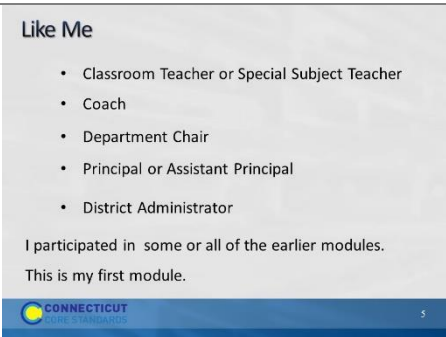 Like Me
• Classroom Teacher or Special Subject Teacher
• Coach
• Department Chair
• Principal or Assistant Principal
• District Administrator
I participated in some or all of the earlier modules.
This is my first module.
CONNECTICUT
CORE STANDARDS
5